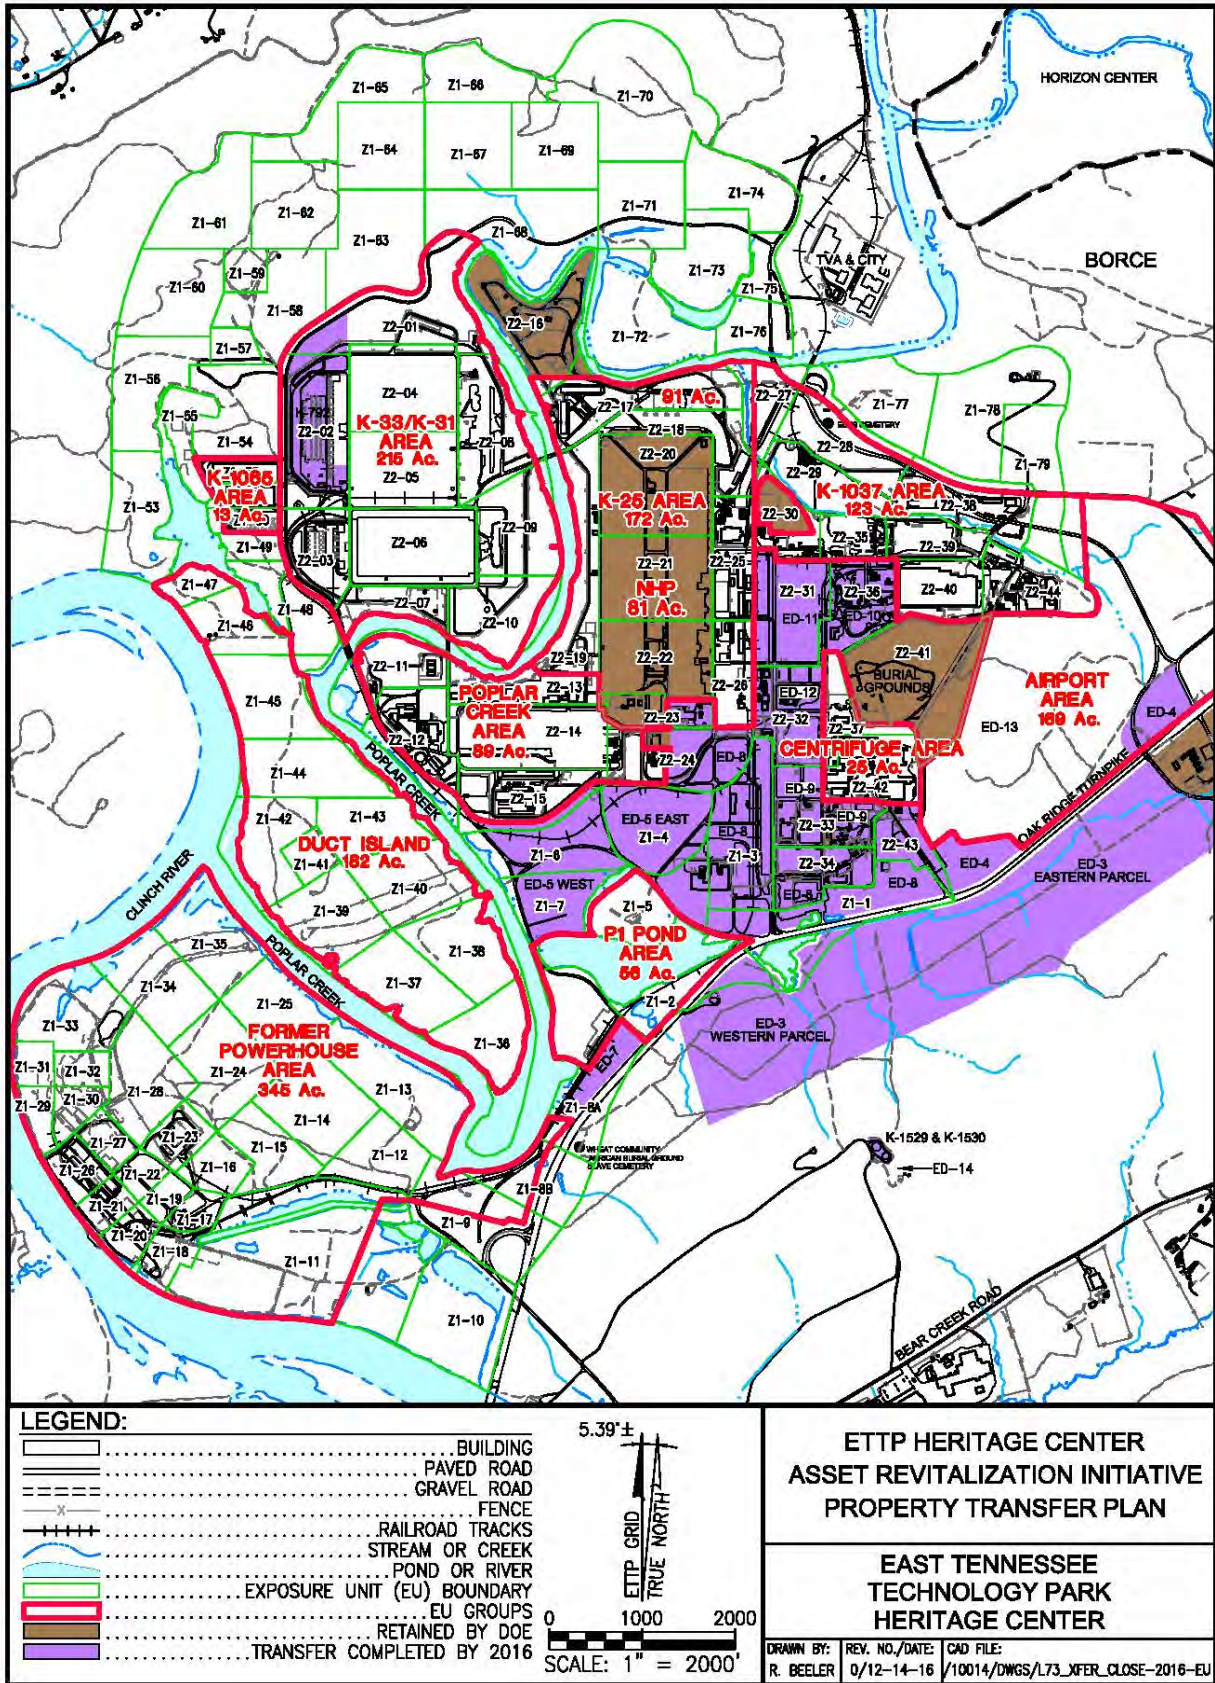 HORIZON CENTER
BORCE
TVA & CITY
Z1-65
Z1-66
Z1-70
Z1-64
Z1-67
Z1-69
Z1-74
Z1-61
Z1-62
Z1-63
Z1-68
Z1-71
Z1-73
Z1-59
Z1-60
Z1-58
Z1-75
Z1-76
Z1-72
Z1-57
Z2-16
Z2-01
Z1-56
Z1-55
Z1-54
Z1-53
K-792
Z2-02
Z2-04
K-33/K-31
AREA
215 Ac.
Z2-05
Z2-06
Z2-17
91 Ac.
Z2-18
Z2-20
Z2-27
Z2-28
CEMETERY
Z1-77
Z1-78
Z1-79
Z2-29
K-1065
AREA
13 Ac.
K-25 AREA
172 Ac.
Z2-30
K-1037 AREA
123 Ac.
Z2-38
Z1-49
Z2-03
Z2-06
Z2-09
Z2-21
NHP
81 Ac.
Z2-25
Z2-35
Z2-39
Z1-47
Z1-48
Z1-46
Z2-07
Z2-10
Z2-31
ED-11
Z2-36
ED-10
Z2-40
Z2-44
Z2-11
Z2-19
Z2-22
Z2-41
BURIAL
GROUNDS
Z2-13
Z2-26
ED-12
Z1-45
POPLAR
CREEK
AREA
89 Ac.
Z2-12
Z2-14
Z2-23
Z2-32
Z2-37
AIRPORT
AREA
169 Ac.
ED-13
ED-4
Z2-24
ED-8
CENTRIFUGE AREA
25 Ac.
Z2-42
Z1-44
POPLAR CREEK
Z2-15
ED-9
OAK RIDGE TURNPIKE
Z1-42
Z1-43
DUCT ISLAND
182 Ac.
Z1-41
Z1-40
Z1-39
ED-5 EAST
Z1-4
ED-8
Z2-33
ED-9
Z2-43
Z1-6
Z1-3
Z2-34
ED-4
ED-3
EASTERN PARCEL
ED-5 WEST
Z1-7
Z1-5
ED-8
ED-8
Z1-1
CLINCH RIVER
P1 POND
AREA
56 Ac.
Z1-35
POPLAR CREEK
Z1-38
Z1-37
Z1-34
Z1-25
Z1-2
ED-3
WESTERN PARCEL
Z1-33
FORMER
POWERHOUSE
AREA
345 Ac.
Z1-36
ED-7
Z1-31
Z1-32
Z1-24
Z1-13
Z1-29
Z1-30
Z1-28
Z1-14
Z1-8A
Z1-27
Z1-23
Z1-15
Z1-12
WHEAT COMMUNITY
AFRICAN BURIAL GROUND
SLAVE CEMETERY
K-1529 & K-1530
ED-14
Z1-26
Z1-22
Z1-16
Z1-8B
Z1-21
Z1-19
Z1-17
Z1-9
Z1-20
Z1-18
Z1-11
Z1-10
BEAR CREEK ROAD
LEGEND:
BUILDING
PAVED ROAD
GRAVEL ROAD
X FENCE
RAILROAD TRACKS
STREAM OR CREEK
POND OR RIVER
EXPOSURE UNIT (EU) BOUNDARY
EU GROUPS
RETAINED BY DOE
TRANSFER COMPLETED BY 2016
5.39°±
ETTP GRID
TRUE NORTH
0 1000 2000
SCALE: 1" = 2000'
ETTP HERITAGE CENTER
ASSET REVITALIZATION INITIATIVE
PROPERTY TRANSFER PLAN
EAST TENNESSEE
TECHNOLOGY PARK
HERITAGE CENTER
DRAWN BY:
R. BEELER
REV. NO./DATE:
0/12-14-16
CAD FILE:
/10014/DWGS/L73_XFER_CLOSE-2016-EU